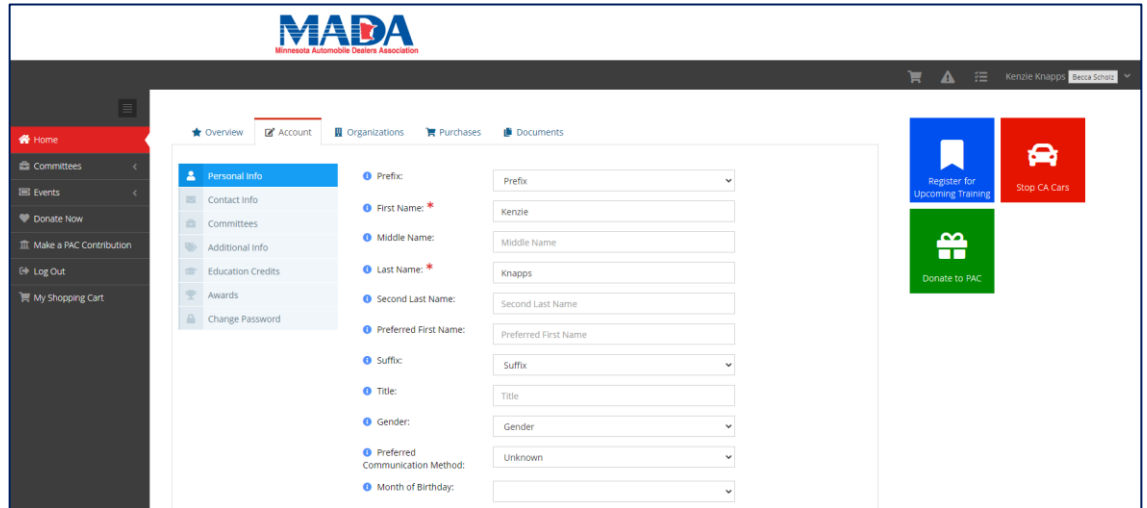 MADA
Minnesota Automobile Dealers Association
Kenzie Knapps Becca Scholz
Home
Committees
Events
Donate Now
Make a PAC Contribution
Log Out
My Shopping Cart
Overview Account Organizations Purchases Documents
Personal Info
Contact Info
Committees
Additional Info
Education Credits
Awards
Change Password
Prefix: Prefix
First Name: * Kenzie
Middle Name: Middle Name
Last Name: * Knapps
Second Last Name: Second Last Name
Preferred First Name: Preferred First Name
Suffix: Suffix
Title: Title
Gender: Gender
Preferred
Communication Method: Unknown
Month of Birthday:
Register for
Upcoming Training
Stop CA Cars
Donate to PAC